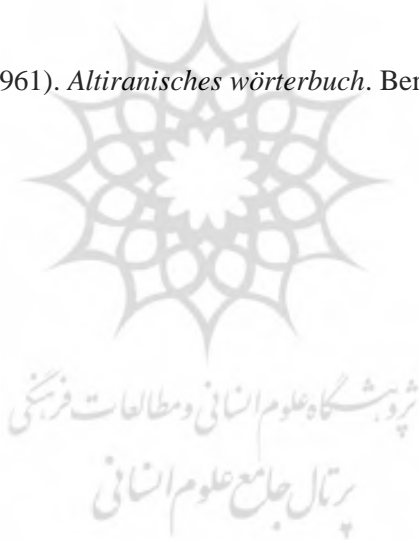 961). Altiranisches wörterbuch. Ber
پژوهشگاه علوم انسانی و مطالعات فرهنگی
پرتال جامع علوم انسانی